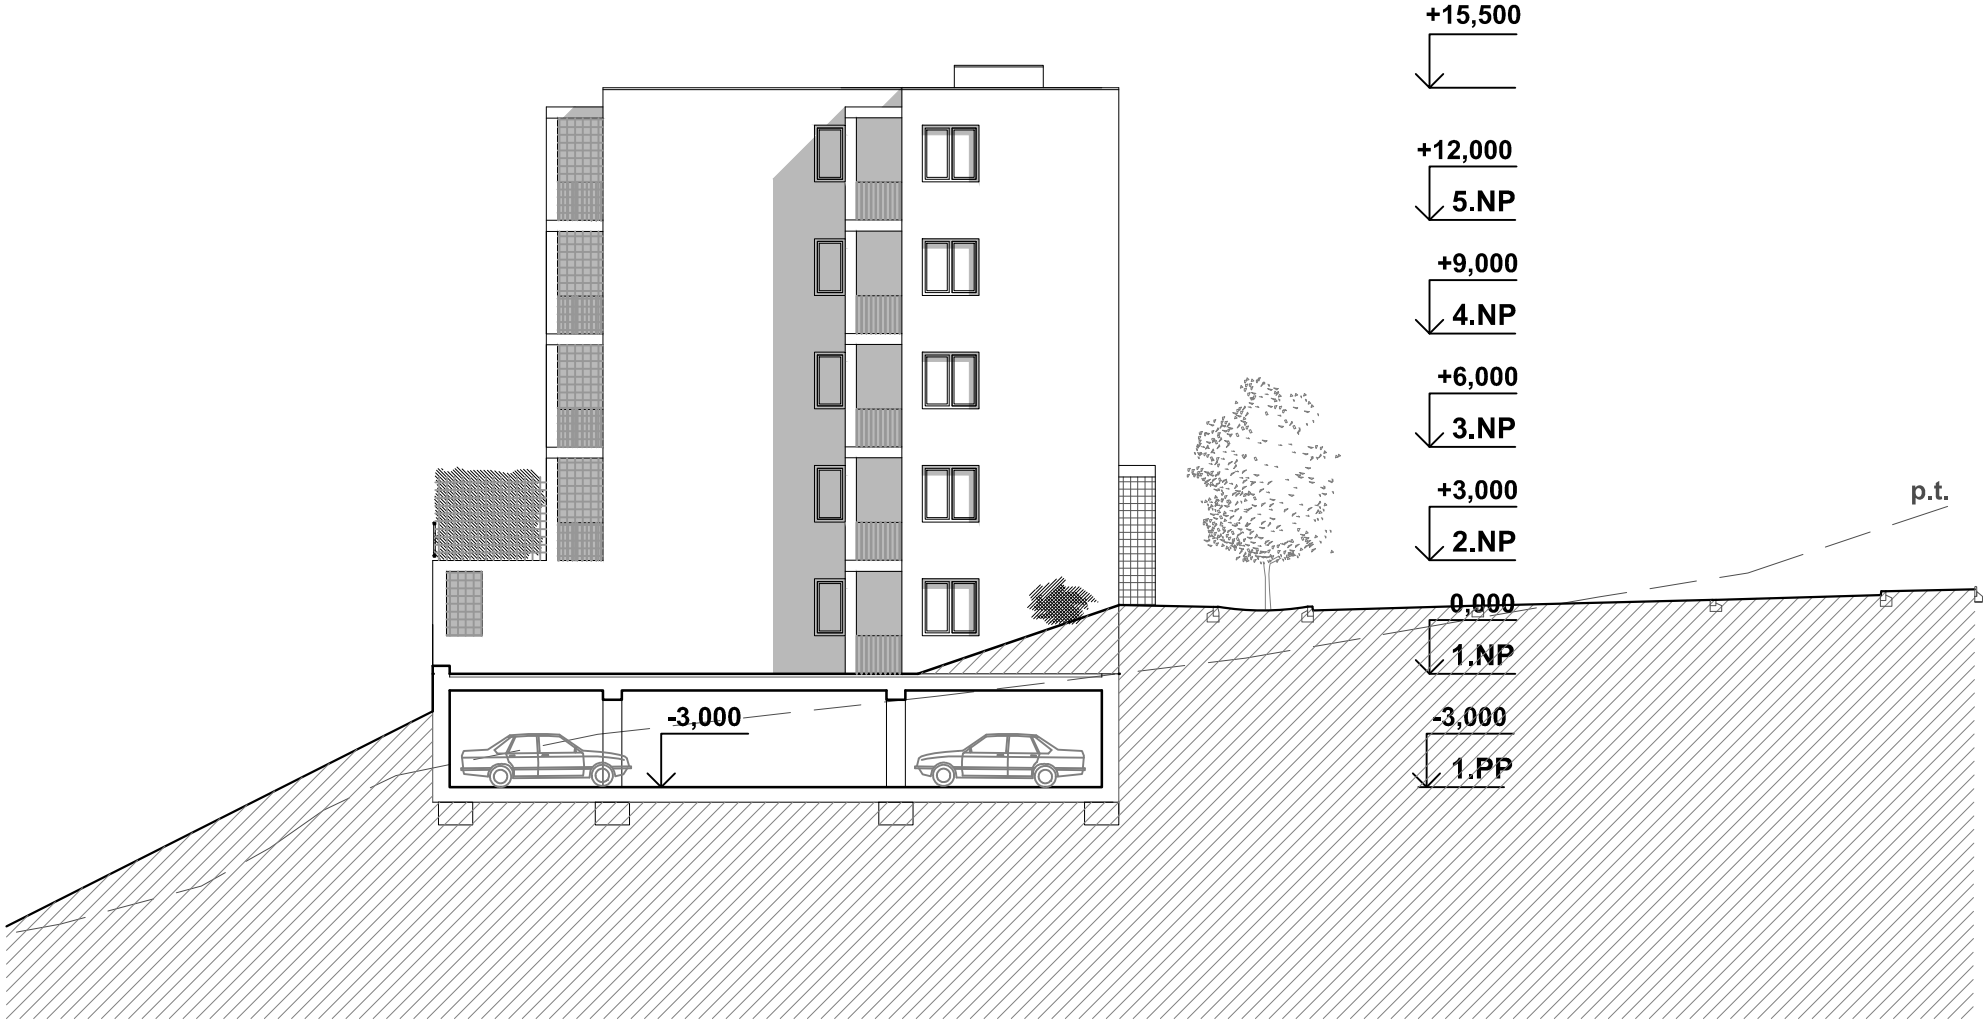 +15,500
+12,000
5.NP
+9,000
4.NP
+6,000
3.NP
+3,000
2.NP
p.t.
0,000
1.NP
-3,000
-3,000
1.PP